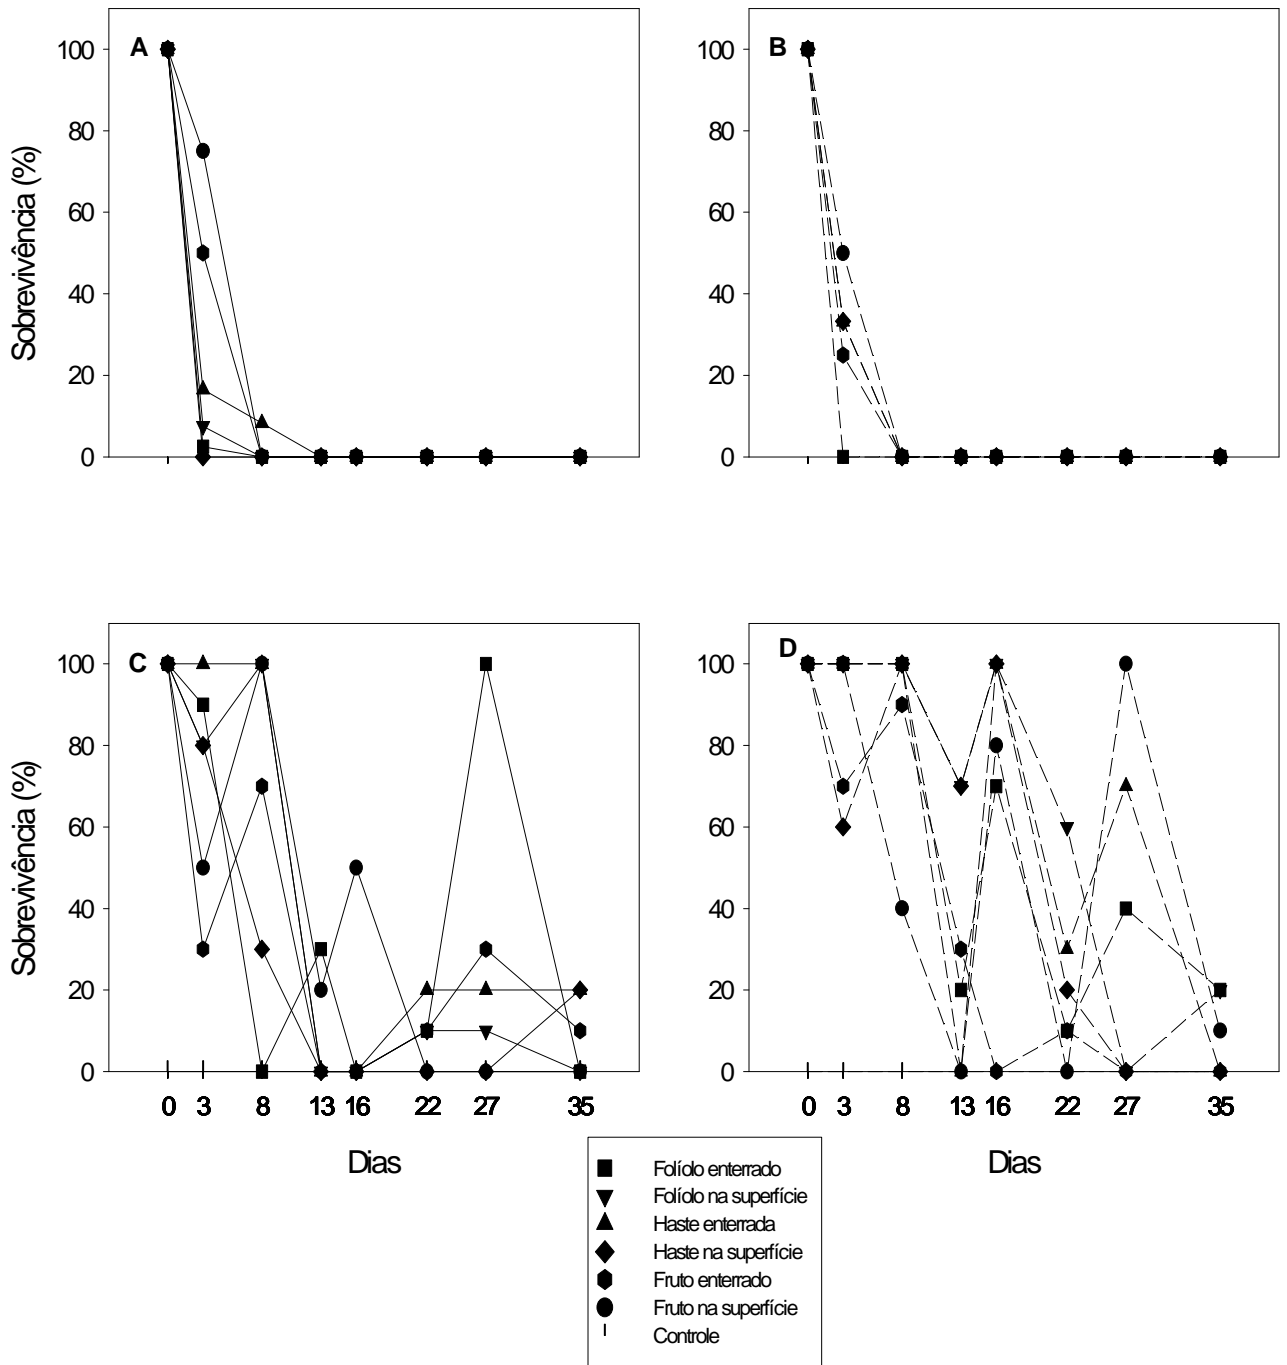 A
B
100
80
60
40
20
0
Sobrevivência (%)
100
80
60
40
20
0
C
D
100
80
60
40
20
0
Sobrevivência (%)
100
80
60
40
20
0
0 3 8 13 16 22 27 35
0 3 8 13 16 22 27 35
Dias
Dias
Folíolo enterrado
Folíolo na superfície
Haste enterrada
Haste na superfície
Fruto enterrado
Fruto na superfície
Controle